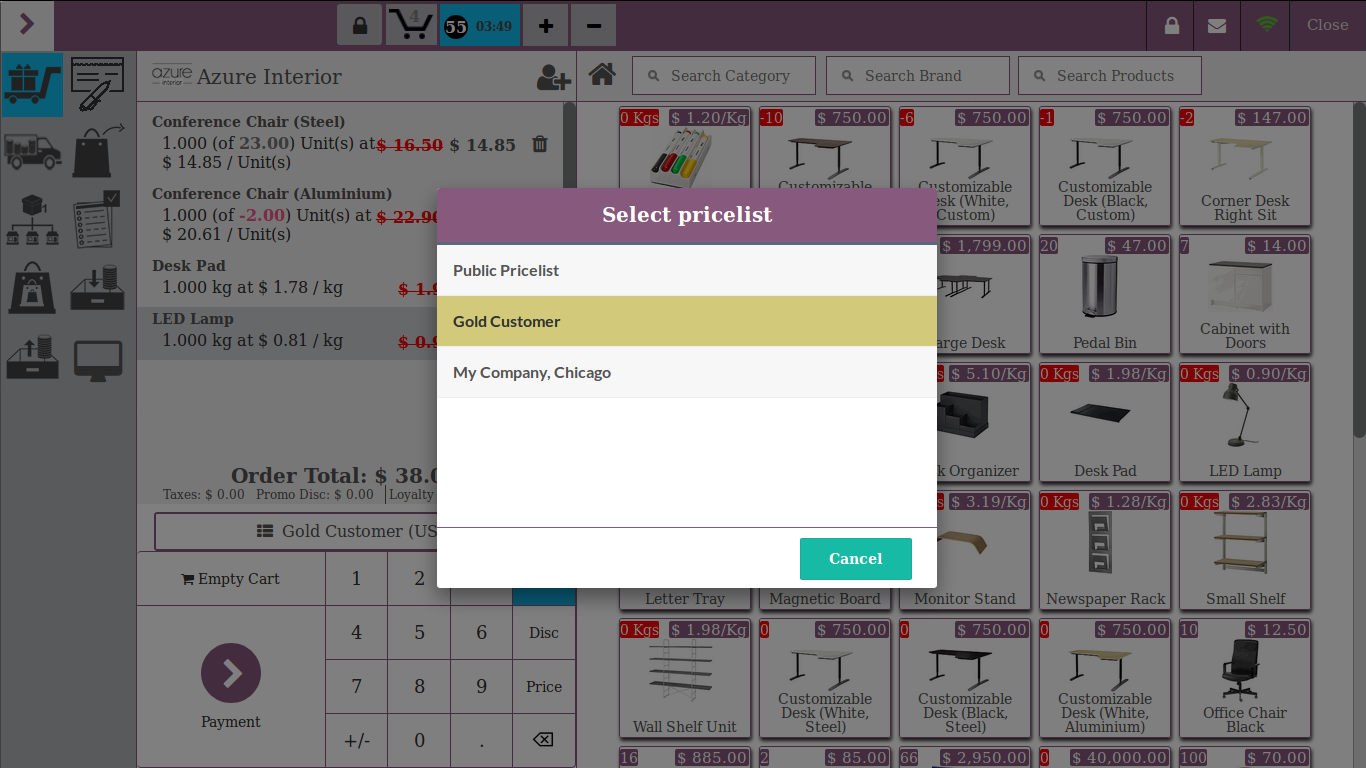 4
55 03:49
Close
azure
interior
Azure Interior
Search Category
Search Brand
Search Products
Conference Chair (Steel)
1.000 (of 23.00) Unit(s) at $ 16.50 $ 14.85
$ 14.85 / Unit(s)
Conference Chair (Aluminium)
1.000 (of -2.00) Unit(s) at $ 22.90
$ 20.61 / Unit(s)
Desk Pad
1.000 kg at $ 1.78 / kg
$ 1.9
LED Lamp
1.000 kg at $ 0.81 / kg
$ 0.9
Order Total: $ 38.0
Taxes: $ 0.00 Promo Disc: $ 0.00 Loyalty
Gold Customer (US
Empty Cart
1
2
4
5
6
Disc
7
8
9
Price
Payment
+/-
0
.
Select pricelist
Public Pricelist
Gold Customer
My Company, Chicago
Cancel
0 Kgs $ 1.20/Kg
-10 $ 750.00
Customizable
-6 $ 750.00
Customizable
sk (White,
Custom)
-1 $ 750.00
Customizable
Desk (Black,
Custom)
-2 $ 147.00
Corner Desk
Right Sit
$ 1,799.00
arge Desk
20 $ 47.00
Pedal Bin
7 $ 14.00
Cabinet with
Doors
s $ 5.10/Kg
k Organizer
0 Kgs $ 1.98/Kg
Desk Pad
0 Kgs $ 0.90/Kg
LED Lamp
Letter Tray
Magnetic Board
s $ 3.19/Kg
Monitor Stand
0 Kgs $ 1.28/Kg
Newspaper Rack
0 Kgs $ 2.83/Kg
Small Shelf
0 Kgs $ 1.98/Kg
Wall Shelf Unit
0 $ 750.00
Customizable
Desk (White,
Steel)
0 $ 750.00
Customizable
Desk (Black,
Steel)
0 $ 750.00
Customizable
Desk (White,
Aluminium)
10 $ 12.50
Office Chair
Black
16 $ 885.00
2 $ 85.00
66 $ 2,950.00
0 $ 40,000.00
100 $ 70.00